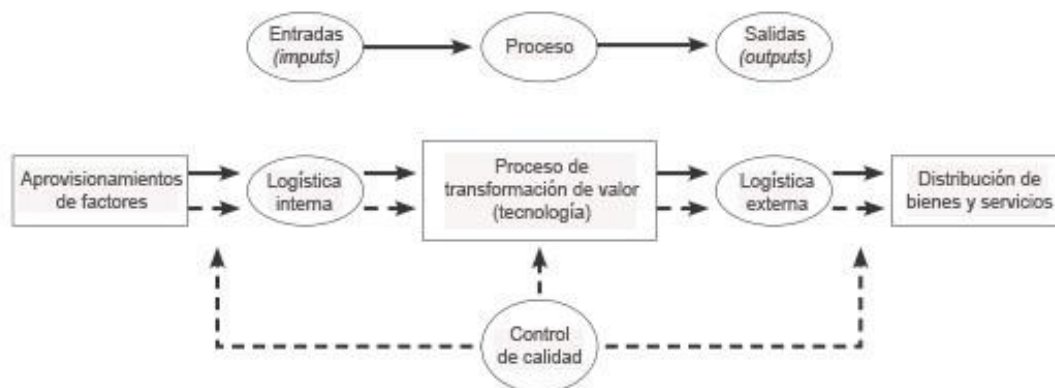 Entradas
(imputs)
Proceso
Salidas
(outputs)
Aprovisionamientos
de factores
Logística
interna
Proceso de
transformación de valor
(tecnología)
Logística
externa
Distribución de
bienes y servicios
Control
de calidad